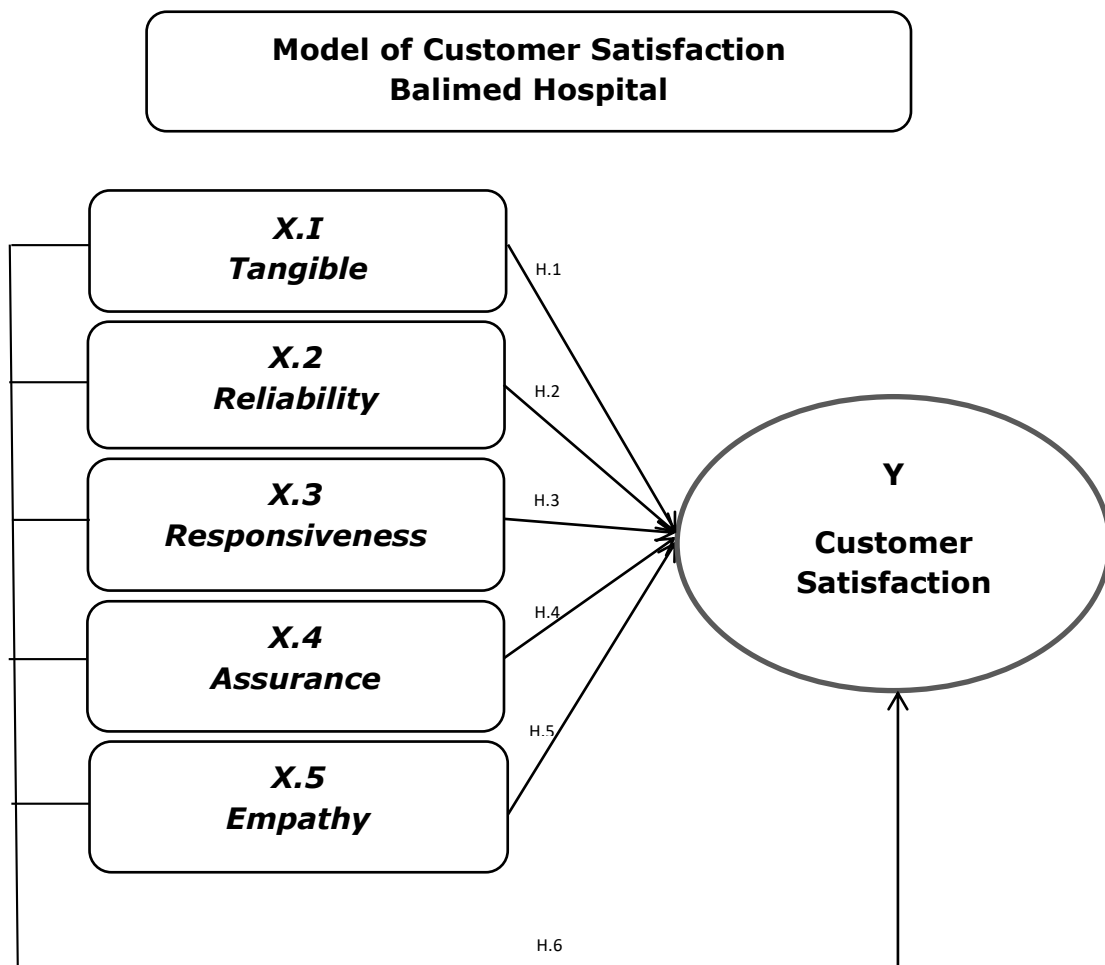 Model of Customer Satisfaction
Balimed Hospital
X.I
Tangible
H.1
X.2
Reliability
H.2
X.3
Responsiveness
H.3
Y
Customer
Satisfaction
X.4
Assurance
H.4
X.5
Empathy
H.5
H.6